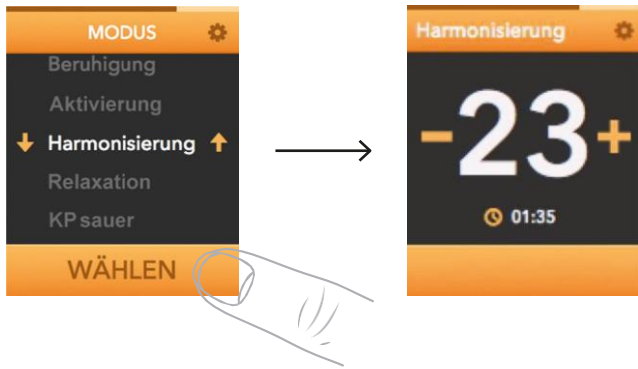 MODUS
Beruhigung
Aktivierung
Harmonisierung
Relaxation
KP sauer
WÄHLEN
Harmonisierung
-23+
01:35